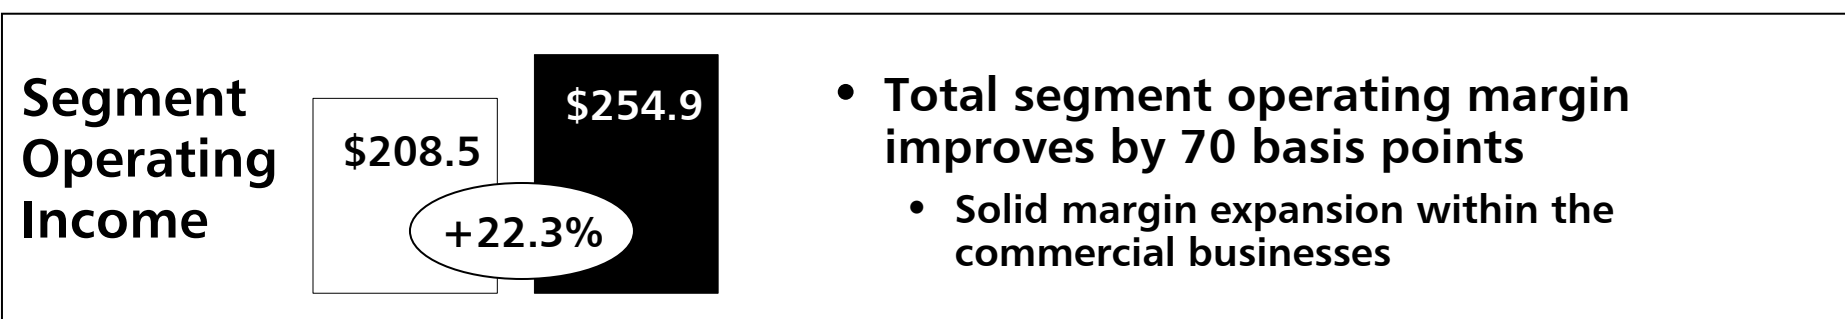 Segment
Operating
Income
$208.5
$254.9
+22.3%
• Total segment operating margin
improves by 70 basis points
• Solid margin expansion within the
commercial businesses